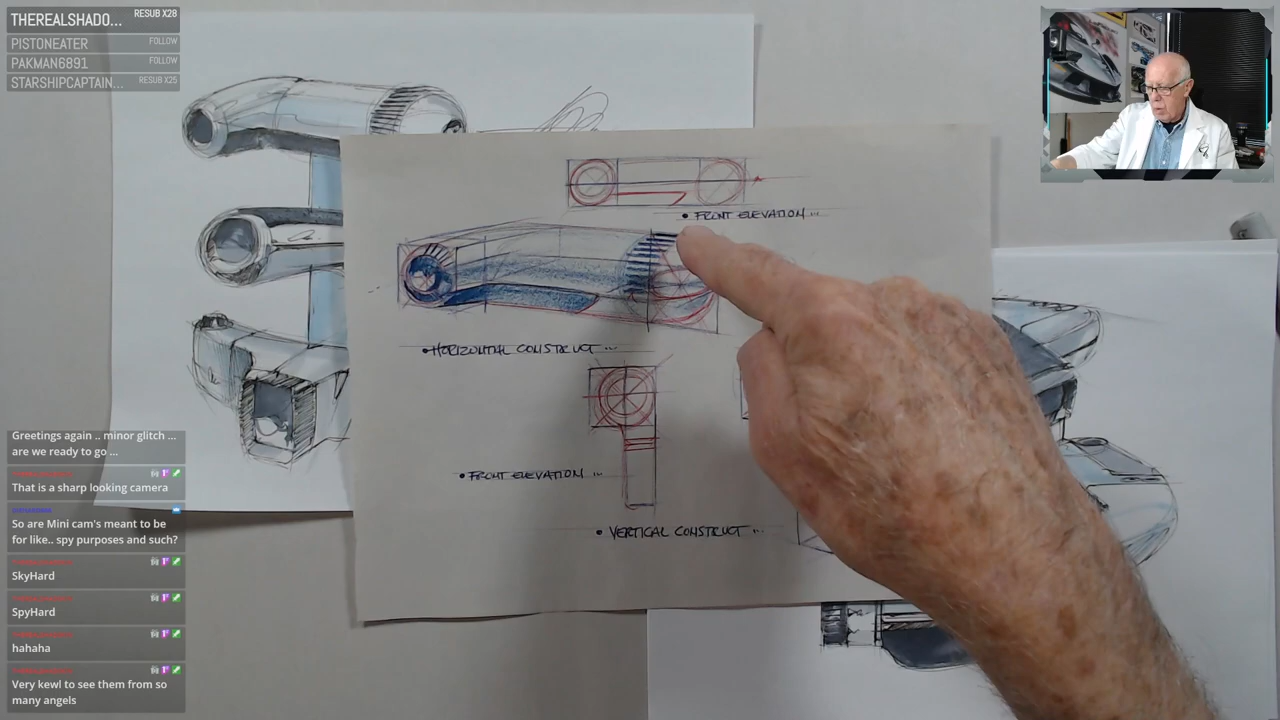 THEREALSHADO...
RESUB X28
PISTONEATER
FOLLOW
PAKMAN6891
FOLLOW
STARSHIPCAPTAIN...
RESUB X25
• FRONT ELEVATION ...
• HORIZONTAL CONSTRUCT ...
• FRONT ELEVATION ...
• VERTICAL CONSTRUCT ...
Greetings again .. minor glitch ...
are we ready to go ...
That is a sharp looking camera
So are Mini cam's meant to be
for like.. spy purposes and such?
SkyHard
SpyHard
hahaha
Very kewl to see them from so
many angels